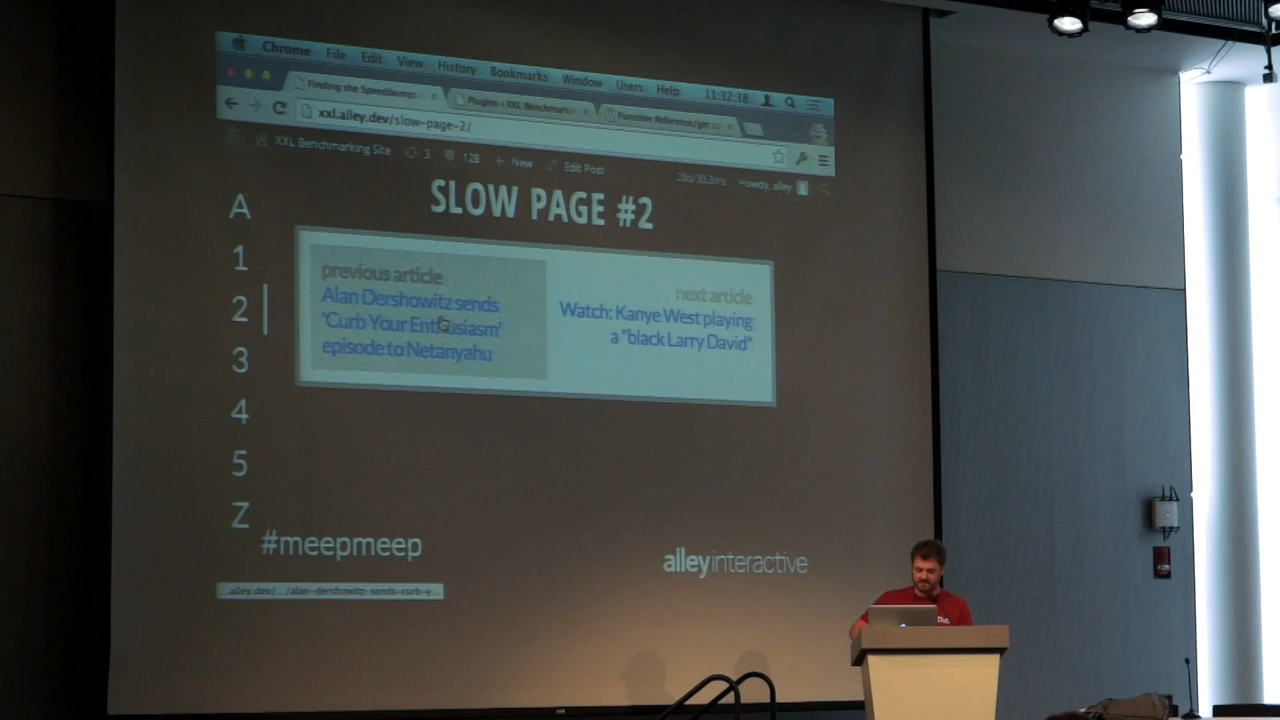 Chrome File Edit View History Bookmarks Window Users Help 11:32:38
Finding the Speedbumps
Plugins ‹ XXL Benchmark
Function Reference/get
xxl.alley.dev/slow-page-2/
XXL Benchmarking Site 3 128 + New Edit Post Howdy, alley
SLOW PAGE #2
A
1
2
3
4
5
Z
previous article
Alan Dershowitz sends
'Curb Your Enthusiasm'
episode to Netanyahu
next article
Watch: Kanye West playing
a "black Larry David"
#meepmeep
alleyinteractive
alley.dev/.../alan-dershowitz-sends-curb-y...